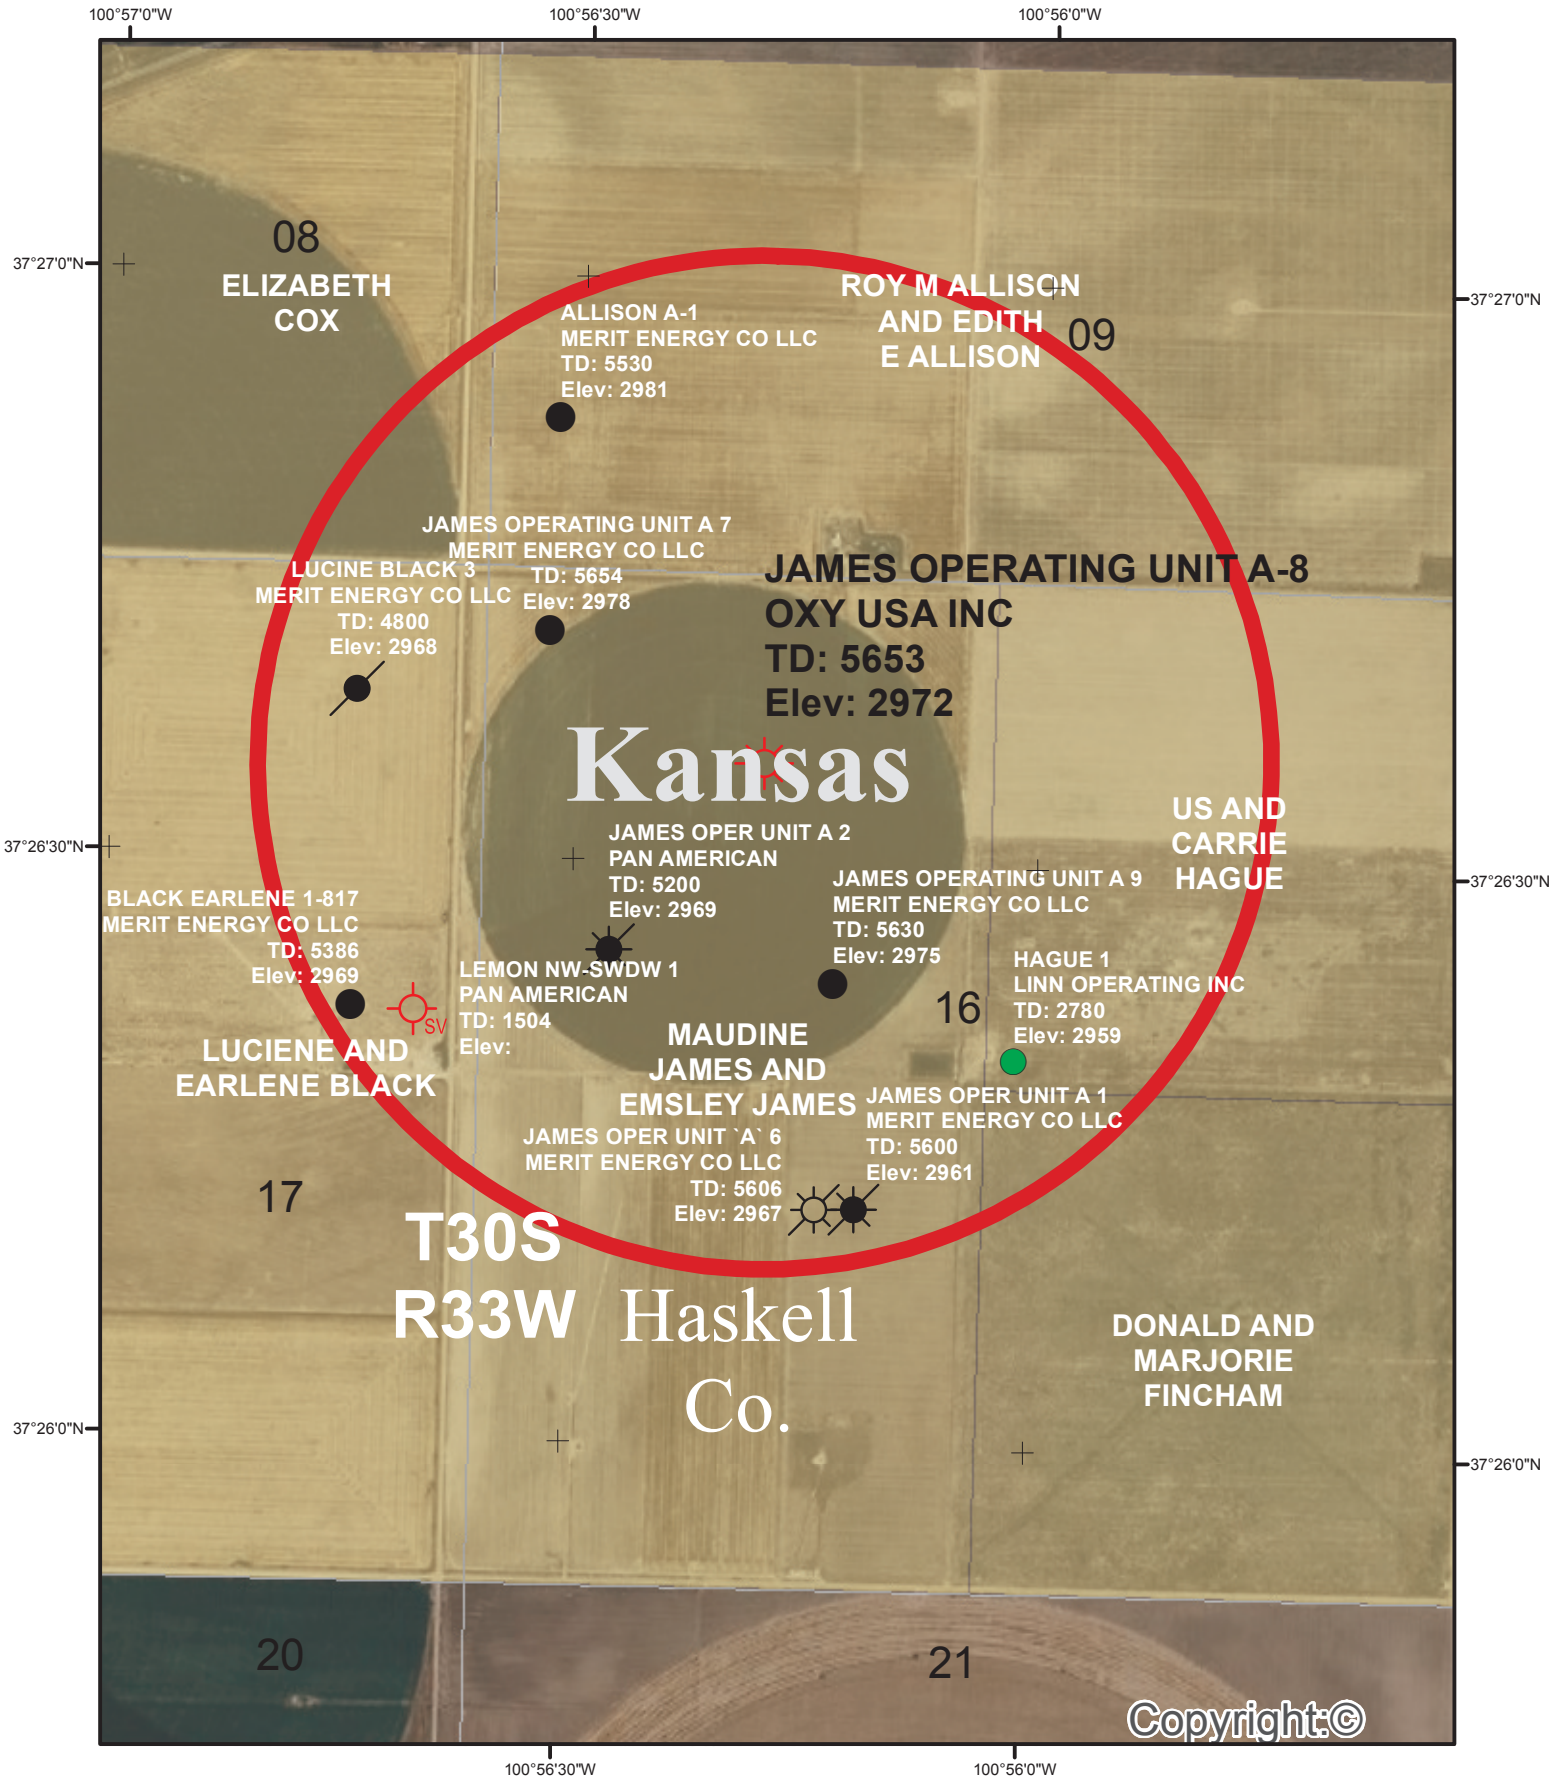 100°57'0"W
100°56'30"W
100°56'0"W
37°27'0"N
37°27'0"N
08
ELIZABETH
COX
ROY M ALLISON
AND EDITH
E ALLISON
09
ALLISON A-1
MERIT ENERGY CO LLC
TD: 5530
Elev: 2981
JAMES OPERATING UNIT A 7
MERIT ENERGY CO LLC
TD: 5654
Elev: 2978
LUCINE BLACK 3
MERIT ENERGY CO LLC
TD: 4800
Elev: 2968
JAMES OPERATING UNIT A-8
OXY USA INC
TD: 5653
Elev: 2972
Kansas
37°26'30"N
37°26'30"N
JAMES OPER UNIT A 2
PAN AMERICAN
TD: 5200
Elev: 2969
US AND
CARRIE
HAGUE
JAMES OPERATING UNIT A 9
MERIT ENERGY CO LLC
TD: 5630
Elev: 2975
BLACK EARLENE 1-817
MERIT ENERGY CO LLC
TD: 5386
Elev: 2969
LEMON NW-SWDW 1
PAN AMERICAN
TD: 1504
Elev:
SW
HAGUE 1
LINN OPERATING INC
TD: 2780
Elev: 2959
16
LUCIENE AND
EARLENE BLACK
MAUDINE
JAMES AND
EMSLEY JAMES
JAMES OPER UNIT A 1
MERIT ENERGY CO LLC
TD: 5600
Elev: 2961
JAMES OPER UNIT `A` 6
MERIT ENERGY CO LLC
TD: 5606
Elev: 2967
17
T30S
R33W
Haskell
Co.
DONALD AND
MARJORIE
FINCHAM
37°26'0"N
37°26'0"N
20
21
Copyright:©
100°56'30"W
100°56'0"W